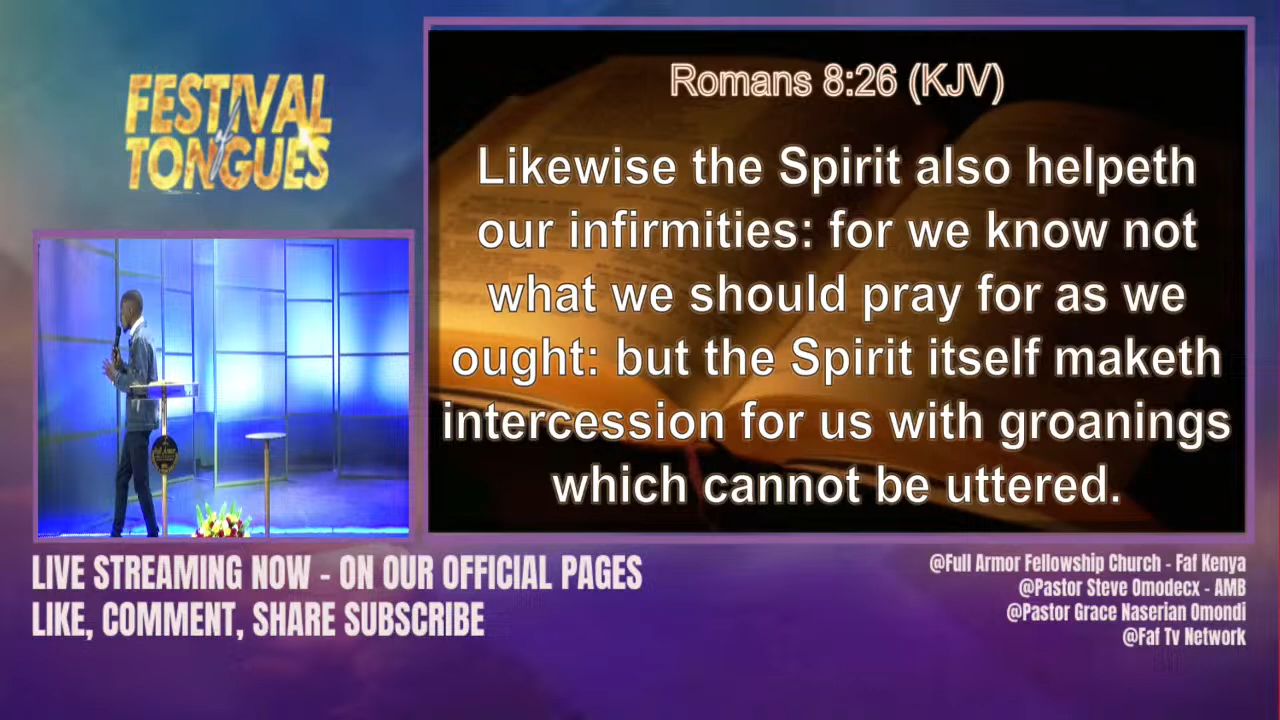 FESTIVAL
of
TONGUES
Romans 8:26 (KJV)
Likewise the Spirit also helpeth
our infirmities: for we know not
what we should pray for as we
ought: but the Spirit itself maketh
intercession for us with groanings
which cannot be uttered.
LIVE STREAMING NOW - ON OUR OFFICIAL PAGES
LIKE, COMMENT, SHARE SUBSCRIBE
@Full Armor Fellowship Church - Faf Kenya
@Pastor Steve Omodecx - AMB
@Pastor Grace Naserian Omondi
@Faf Tv Network